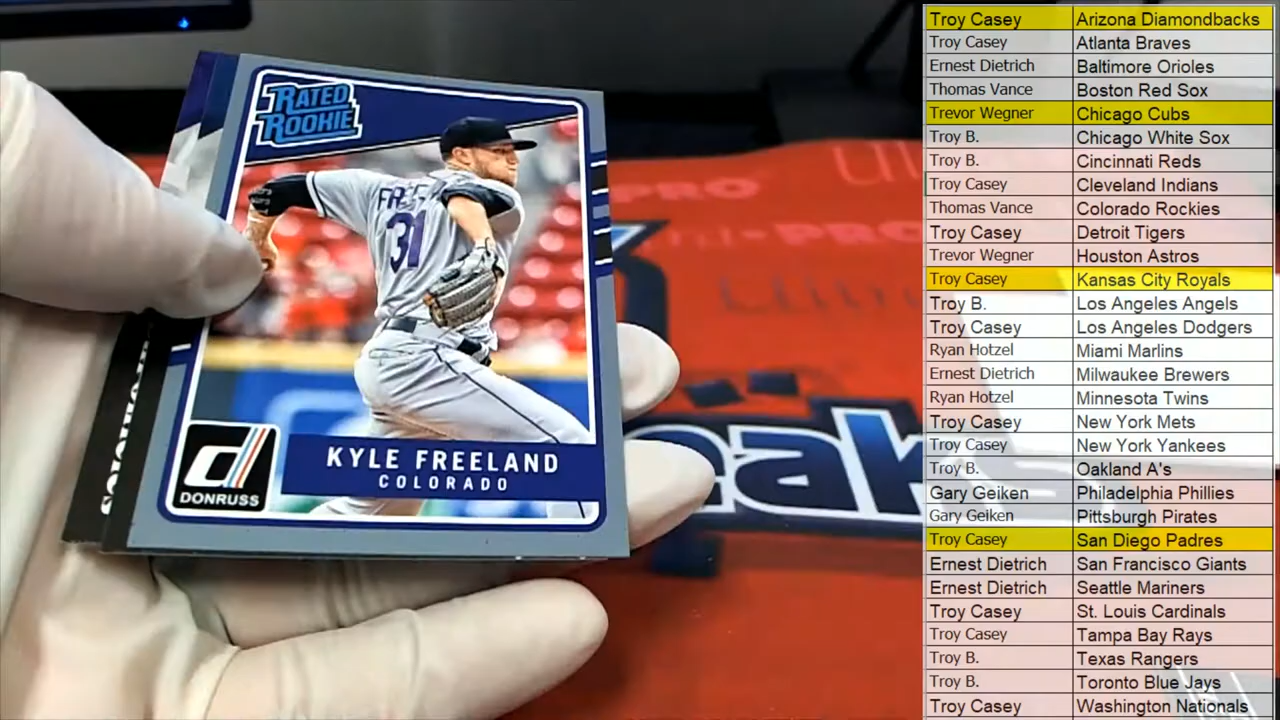 RATED
ROOKIE
31
KYLE FREELAND
COLORADO
DONRUSS
PRO
PRO
eak
Troy Casey Arizona Diamondbacks
Troy Casey Atlanta Braves
Ernest Dietrich Baltimore Orioles
Thomas Vance Boston Red Sox
Trevor Wegner Chicago Cubs
Troy B. Chicago White Sox
Troy B. Cincinnati Reds
Troy Casey Cleveland Indians
Thomas Vance Colorado Rockies
Troy Casey Detroit Tigers
Trevor Wegner Houston Astros
Troy Casey Kansas City Royals
Troy B. Los Angeles Angels
Troy Casey Los Angeles Dodgers
Ryan Hotzel Miami Marlins
Ernest Dietrich Milwaukee Brewers
Ryan Hotzel Minnesota Twins
Troy Casey New York Mets
Troy Casey New York Yankees
Troy B. Oakland A's
Gary Geiken Philadelphia Phillies
Gary Geiken Pittsburgh Pirates
Troy Casey San Diego Padres
Ernest Dietrich San Francisco Giants
Ernest Dietrich Seattle Mariners
Troy Casey St. Louis Cardinals
Troy Casey Tampa Bay Rays
Troy B. Texas Rangers
Troy B. Toronto Blue Jays
Troy Casey Washington Nationals